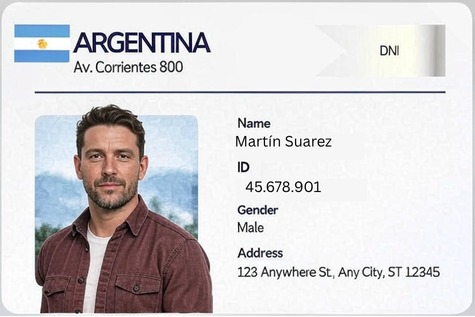 ARGENTINA
Av. Corrientes 800
DNI
Name
Martín Suarez
ID
45.678.901
Gender
Male
Address
123 Anywhere St, Any City, ST 12345